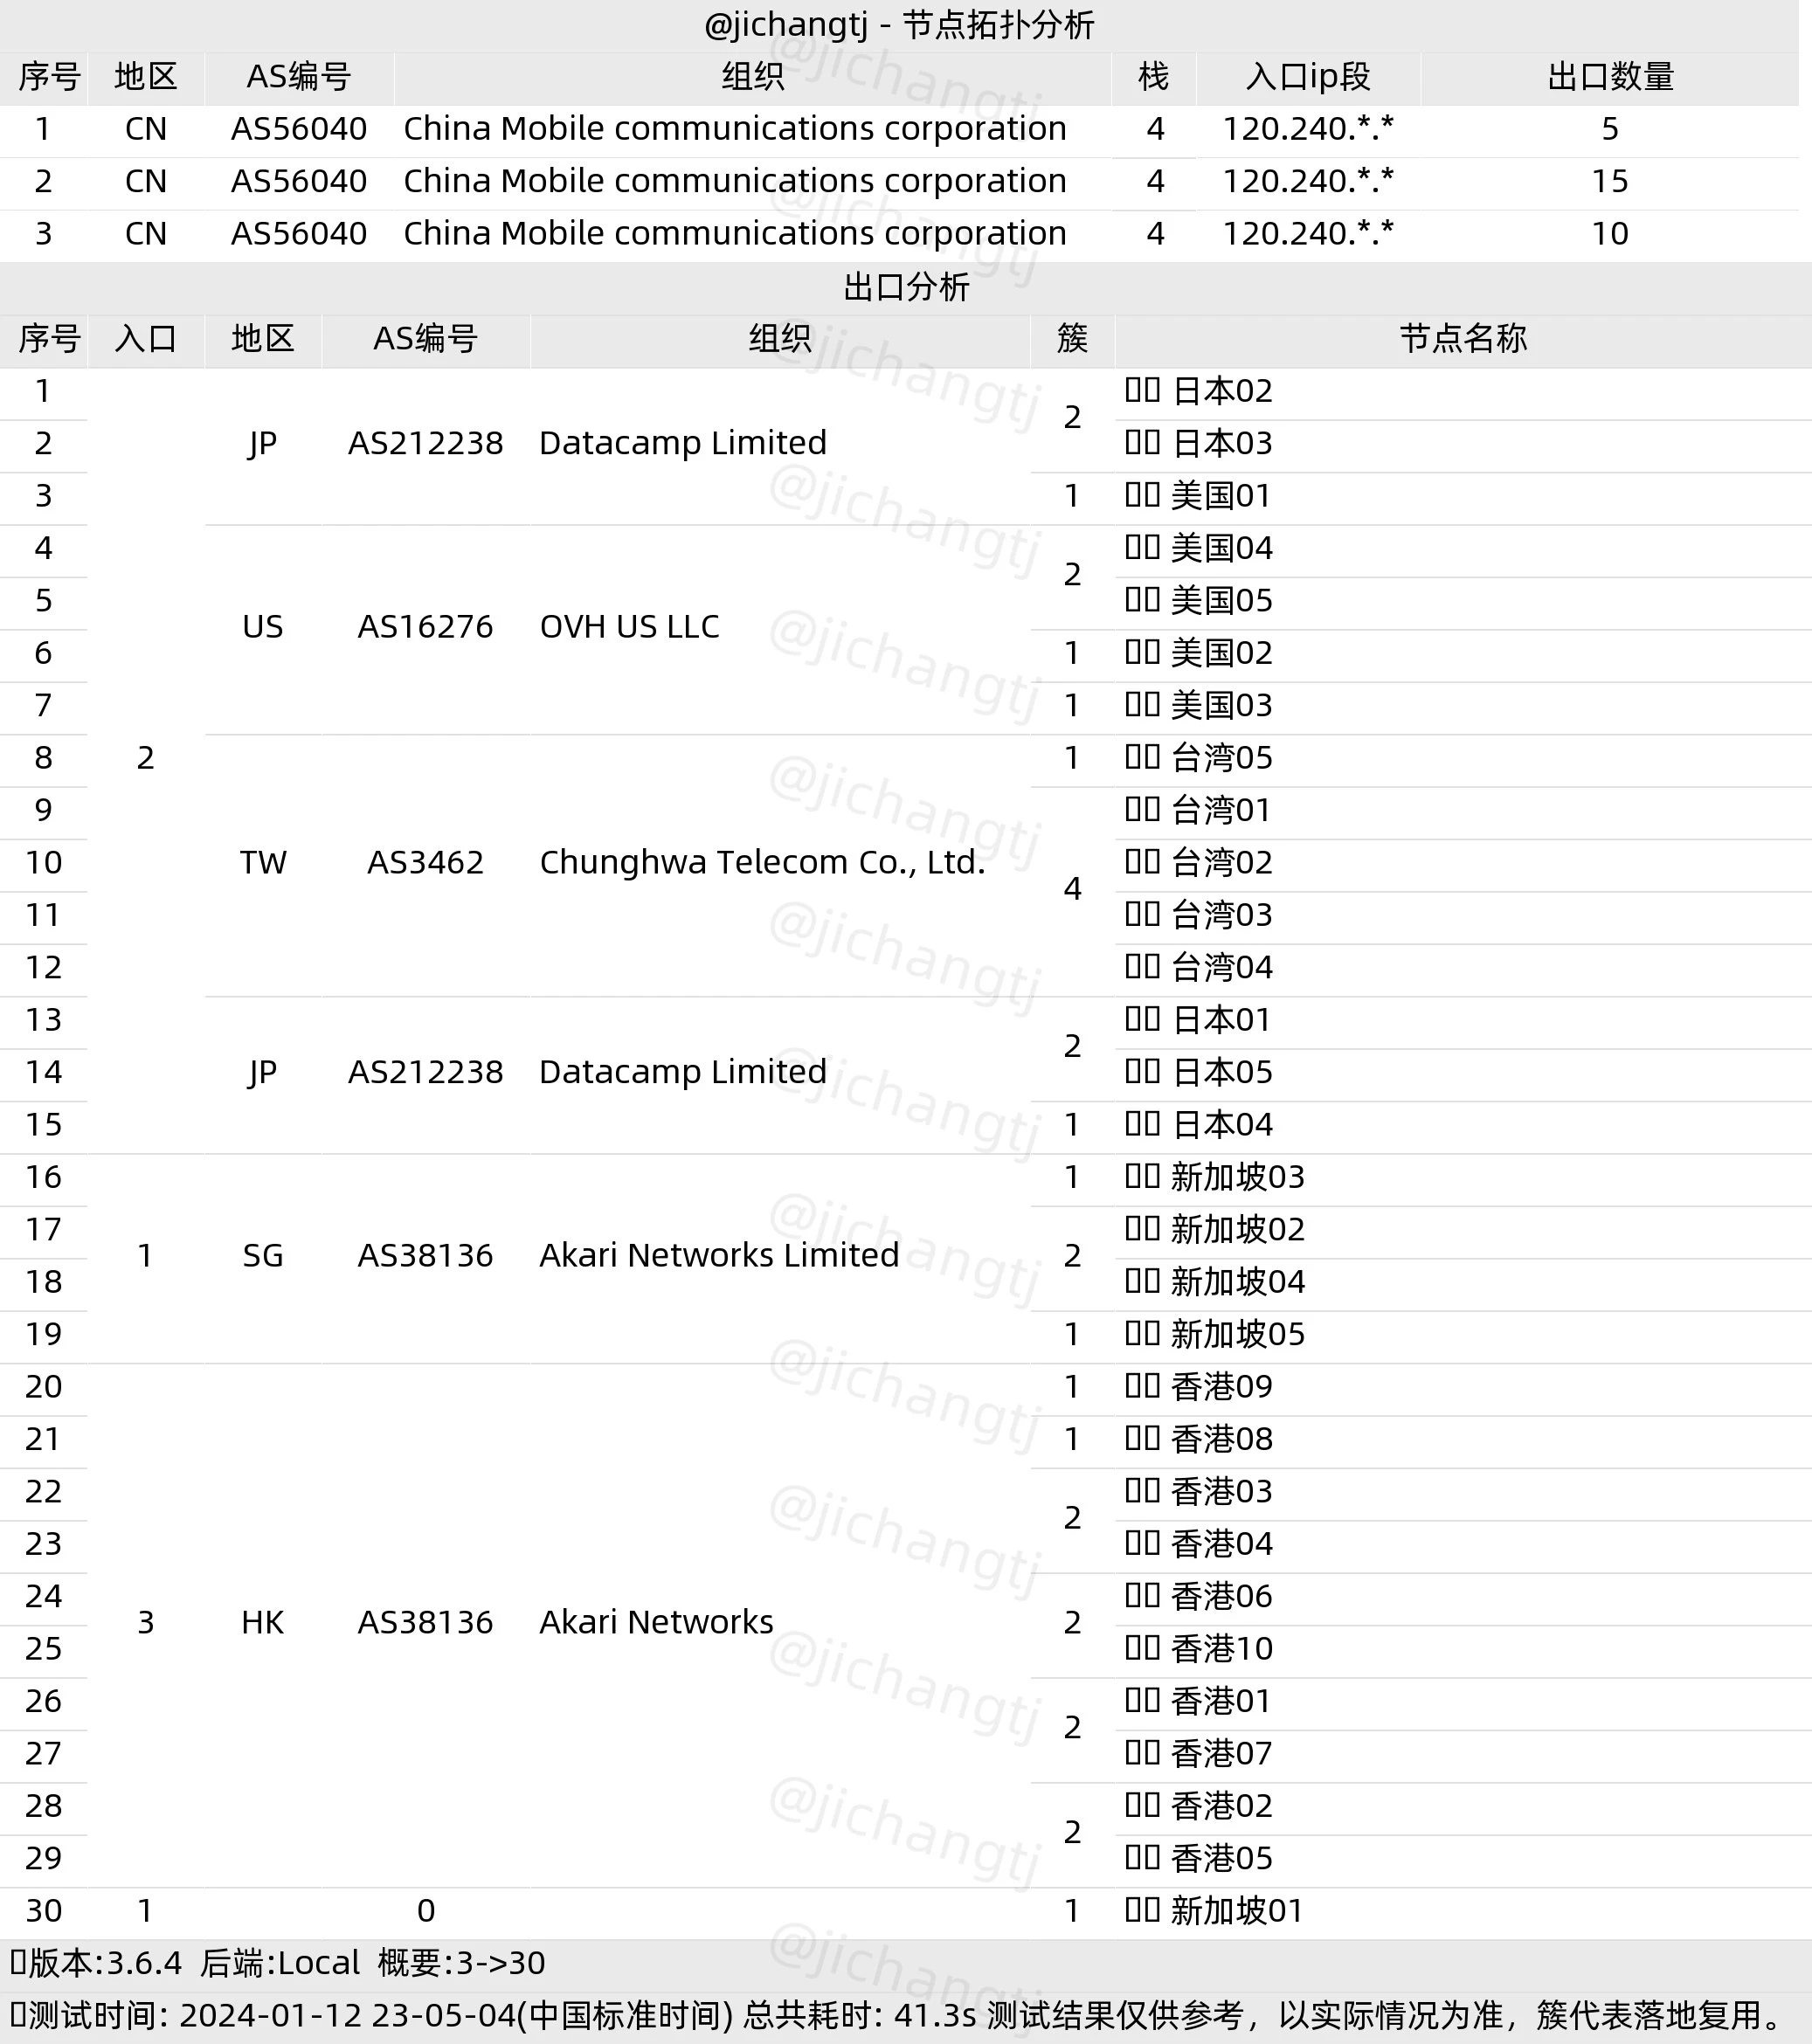 @jichangtj - 节点拓扑分析
序号 地区 AS编号 组织 栈 入口ip段 出口数量
1 CN AS56040 China Mobile communications corporation 4 120.240.*.* 5
2 CN AS56040 China Mobile communications corporation 4 120.240.*.* 15
3 CN AS56040 China Mobile communications corporation 4 120.240.*.* 10
出口分析
序号 入口 地区 AS编号 组织 簇 节点名称
1 日本02
2 JP AS212238 Datacamp Limited 2 日本03
3 1 美国01
4 美国04
5 2 美国05
US AS16276 OVH US LLC
6 1 美国02
7 1 美国03
8 2 1 台湾05
9 台湾01
10 TW AS3462 Chunghwa Telecom Co., Ltd. 台湾02
11 4 台湾03
12 台湾04
13 日本01
14 JP AS212238 Datacamp Limited 2 日本05
15 1 日本04
16 1 新加坡03
17 新加坡02
1 SG AS38136 Akari Networks Limited 2
18 新加坡04
19 1 新加坡05
20 1 香港09
21 1 香港08
22 香港03
2
23 香港04
24 香港06
3 HK AS38136 Akari Networks 2
25 香港10
26 香港01
2
27 香港07
28 香港02
2
29 香港05
30 1 0 1 新加坡01
版本:3.6.4 后端:Local 概要:3->30
测试时间: 2024-01-12 23-05-04(中国标准时间) 总共耗时: 41.3s 测试结果仅供参考，以实际情况为准，簇代表落地复用。
@jichangtj
@jichangtj
@jichangtj
@jichangtj
@jichangtj
@jichangtj
@jichangtj
@jichangtj
@jichangtj
@jichangtj
@jichangtj
@jichangtj
@jichangtj
@jichangtj